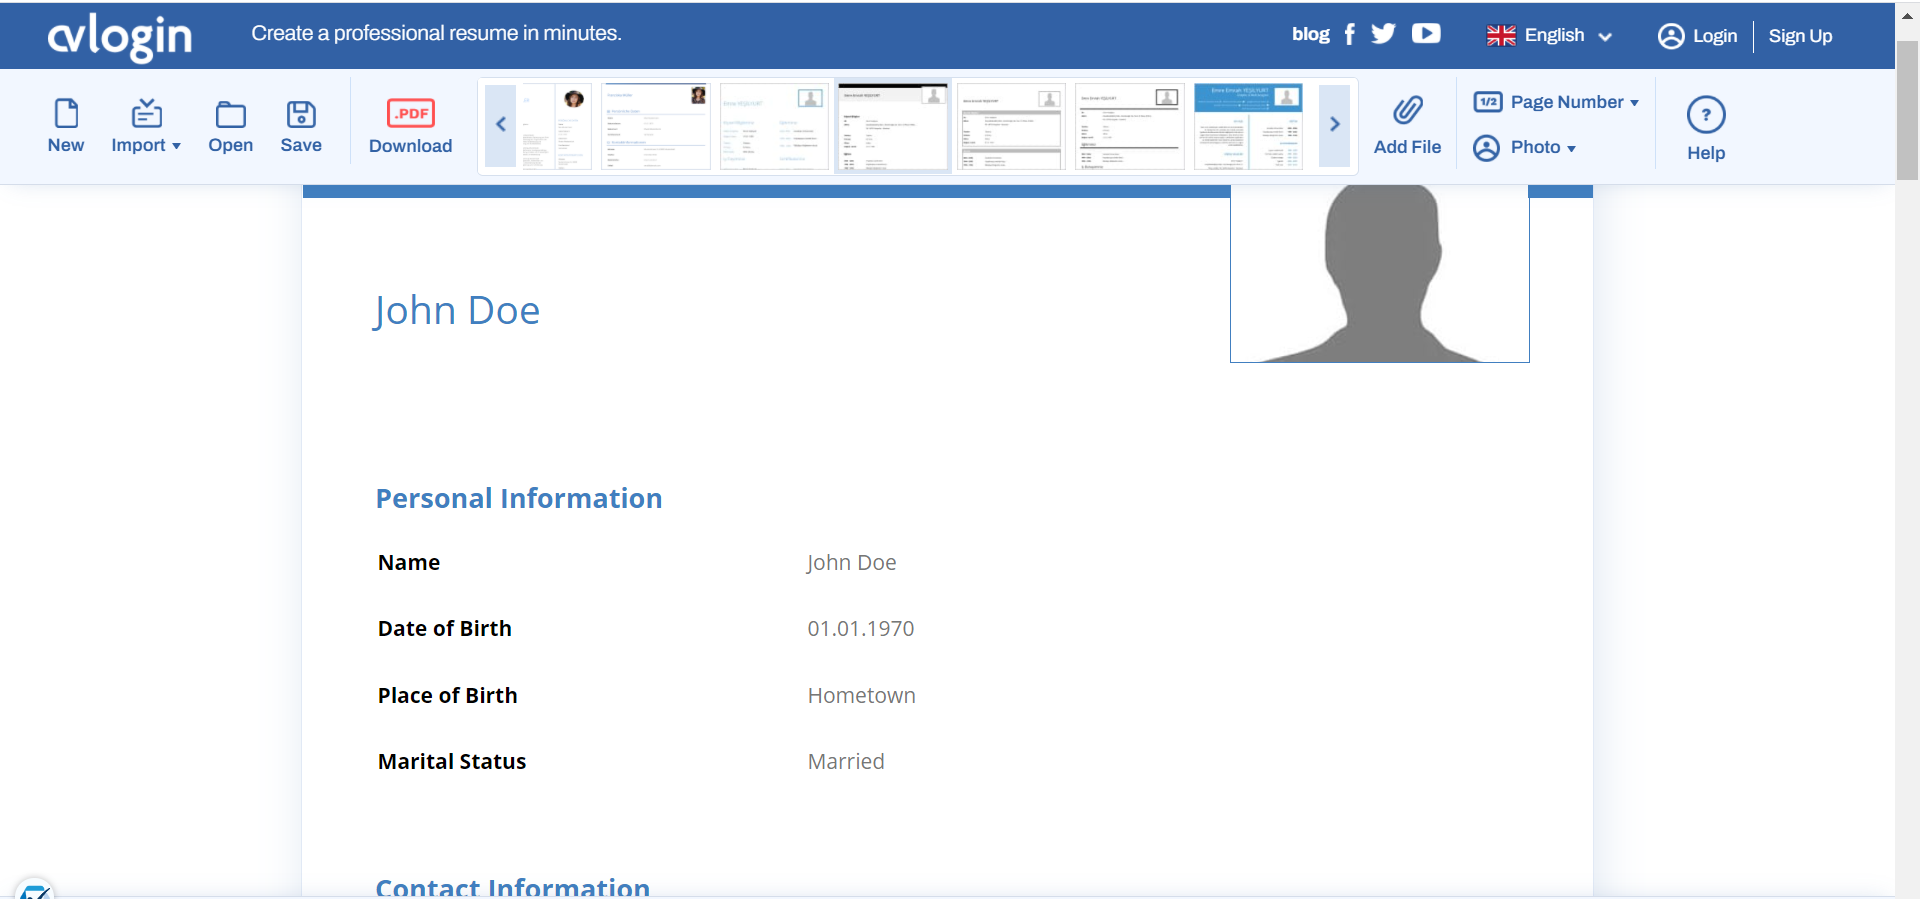 cvlogin
Create a professional resume in minutes.
blog
English
Login
Sign Up
New
Import
Open
Save
.PDF
Download
Add File
1/2 Page Number
Photo
?
Help
John Doe
Personal Information
Name John Doe
Date of Birth 01.01.1970
Place of Birth Hometown
Marital Status Married
Contact Information